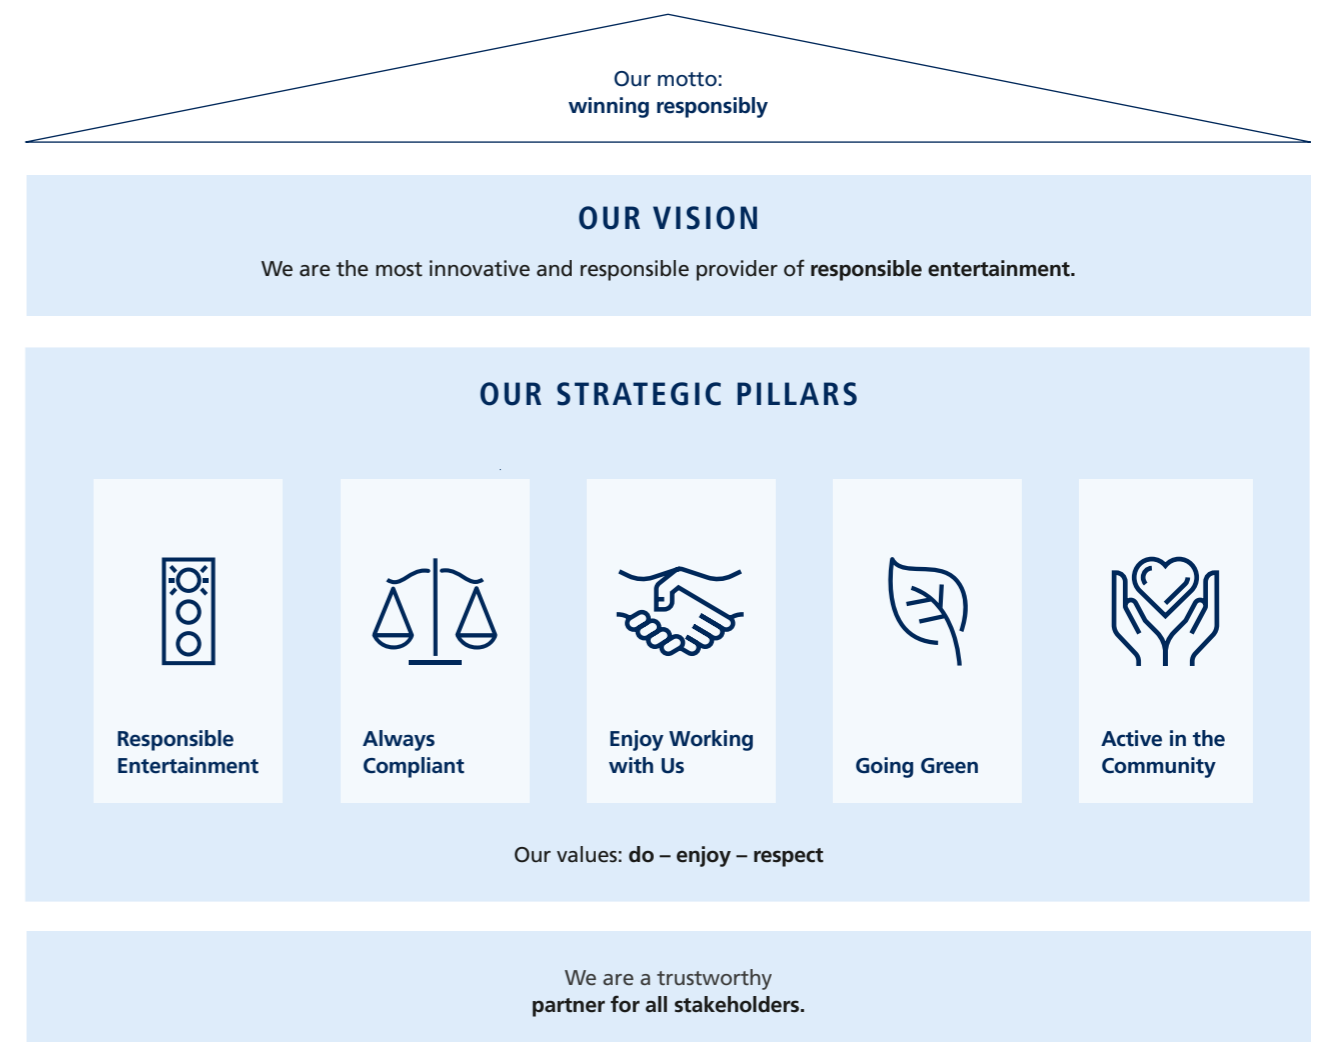 Our motto:
winning responsibly
OUR VISION
We are the most innovative and responsible provider of responsible entertainment.
OUR STRATEGIC PILLARS
Responsible
Entertainment
Always
Compliant
Enjoy Working
with Us
Going Green
Active in the
Community
Our values: do – enjoy – respect
We are a trustworthy
partner for all stakeholders.